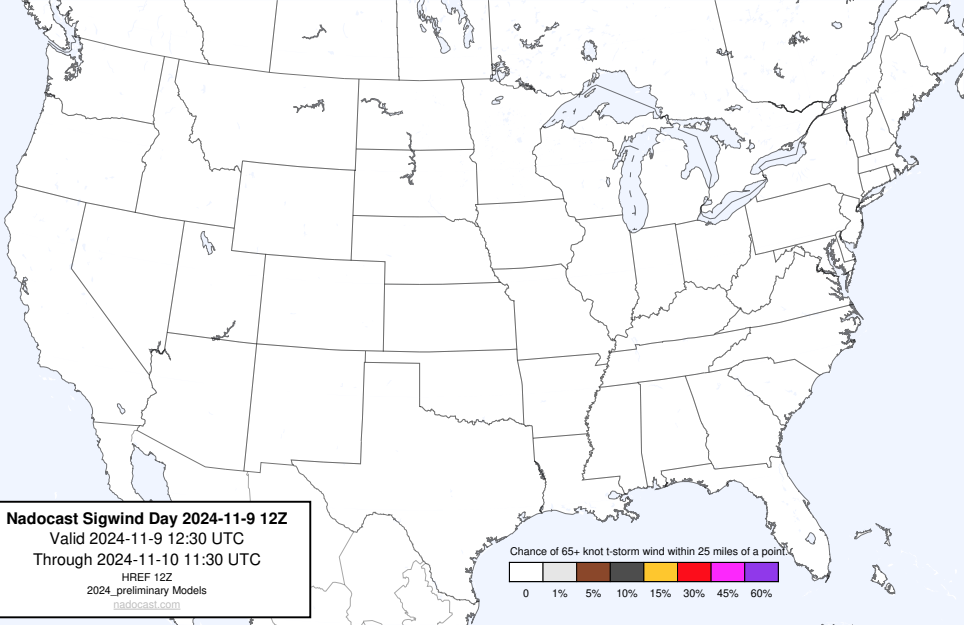 Nadocast Sigwind Day 2024-11-9 12Z
Valid 2024-11-9 12:30 UTC
Through 2024-11-10 11:30 UTC
HREF 12Z
2024_preliminary Models
nadocast.com
Chance of 65+ knot t-storm wind within 25 miles of a point.
0 1% 5% 10% 15% 30% 45% 60%